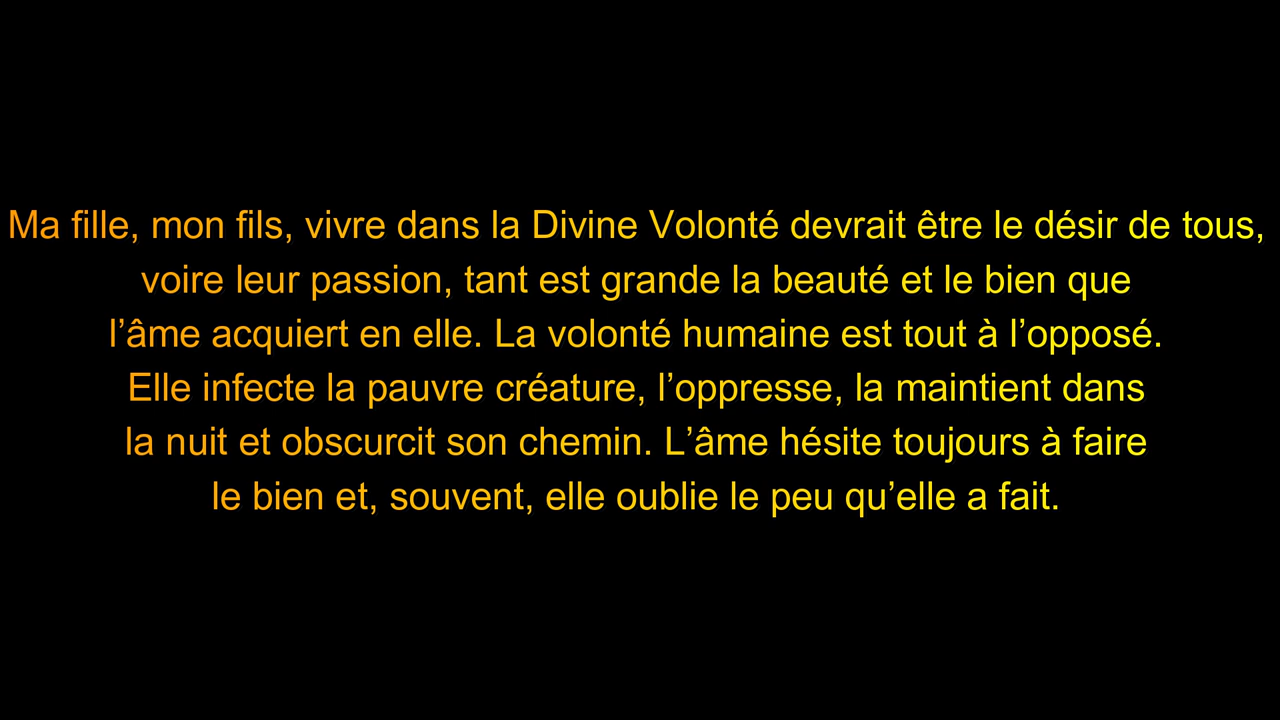 Ma fille, mon fils, vivre dans la Divine Volonté devrait être le désir de tous,
voire leur passion, tant est grande la beauté et le bien que
l’âme acquiert en elle. La volonté humaine est tout à l’opposé.
Elle infecte la pauvre créature, l’oppresse, la maintient dans
la nuit et obscurcit son chemin. L’âme hésite toujours à faire
le bien et, souvent, elle oublie le peu qu’elle a fait.